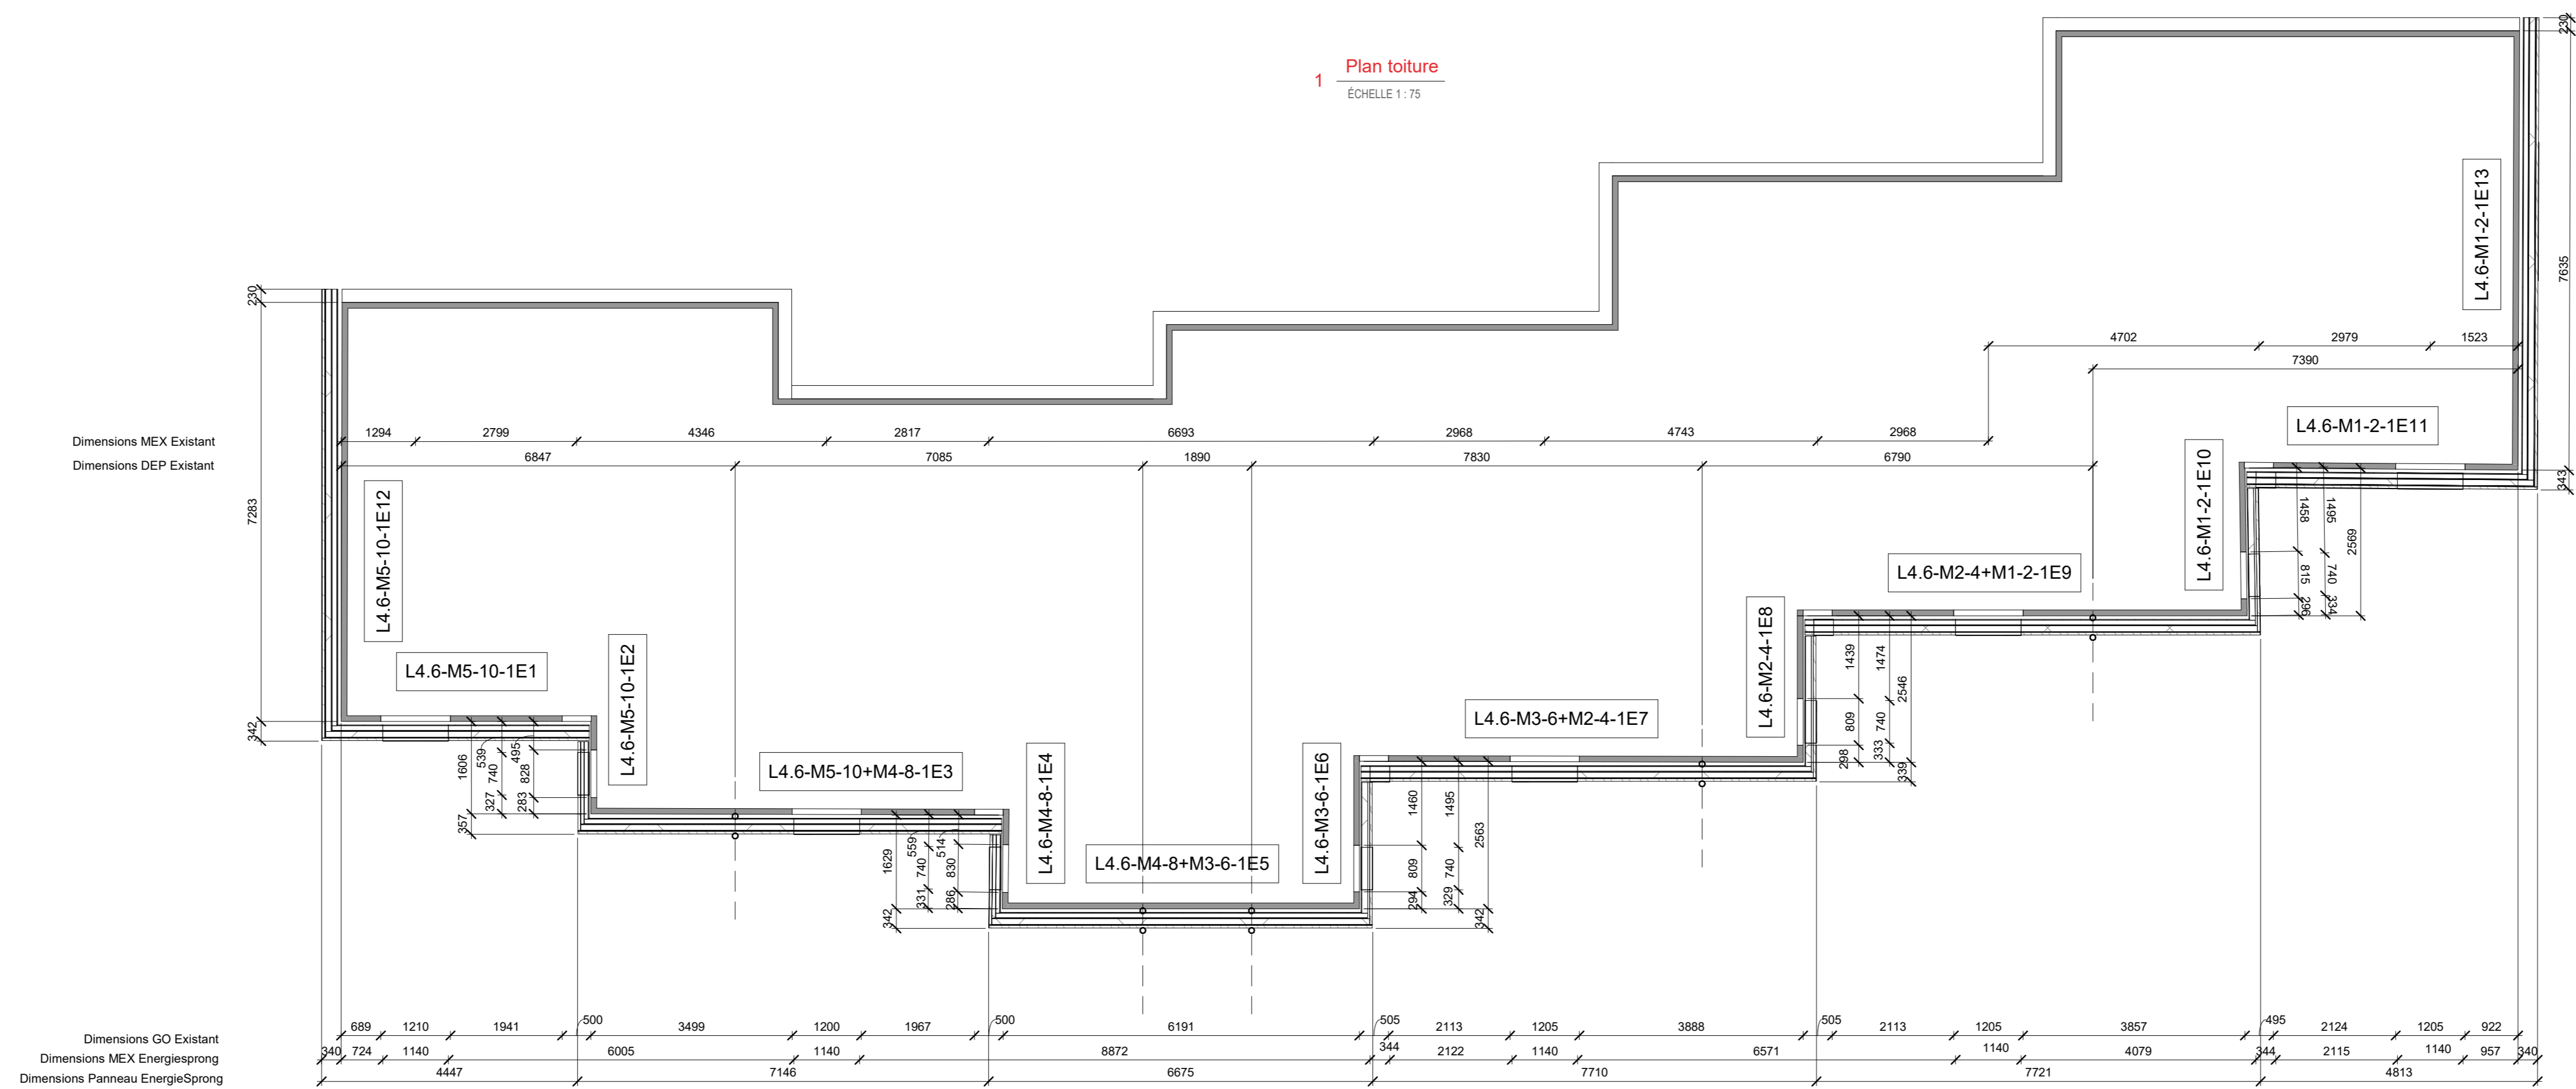 1 Plan toiture
ÉCHELLE 1 : 75
230
7635
343
L4.6-M1-2-1E13
4702 2979 1523
7390
L4.6-M1-2-1E11
230
7283
342
Dimensions MEX Existant
1294 2799 4346 2817 6693 2968 4743 2968
Dimensions DEP Existant
6847 7085 1890 7830 6790
L4.6-M5-10-1E12
L4.6-M5-10-1E1
L4.6-M5-10-1E2
1606 357
539 740 327
495 828 283
L4.6-M5-10+M4-8-1E3
L4.6-M4-8-1E4
1629 342
559 740 331
514 830 286
L4.6-M4-8+M3-6-1E5
L4.6-M3-6-1E6
1460 809 294
1495 740 329
2563 342
L4.6-M3-6+M2-4-1E7
L4.6-M2-4-1E8
1439 809 298
1474 740 333
2546 339
L4.6-M2-4+M1-2-1E9
L4.6-M1-2-1E10
1458 815 296
1495 740 334
2569
Dimensions GO Existant
689 1210 1941 500 3499 1200 1967 500 6191 505 2113 1205 3888 505 2113 1205 3857 495 2124 1205 922
Dimensions MEX Energiesprong
340 724 1140 6005 1140 8872 344 2122 1140 6571 1140 4079 344 2115 1140 957 340
Dimensions Panneau EnergieSprong
4447 7146 6675 7710 7721 4813